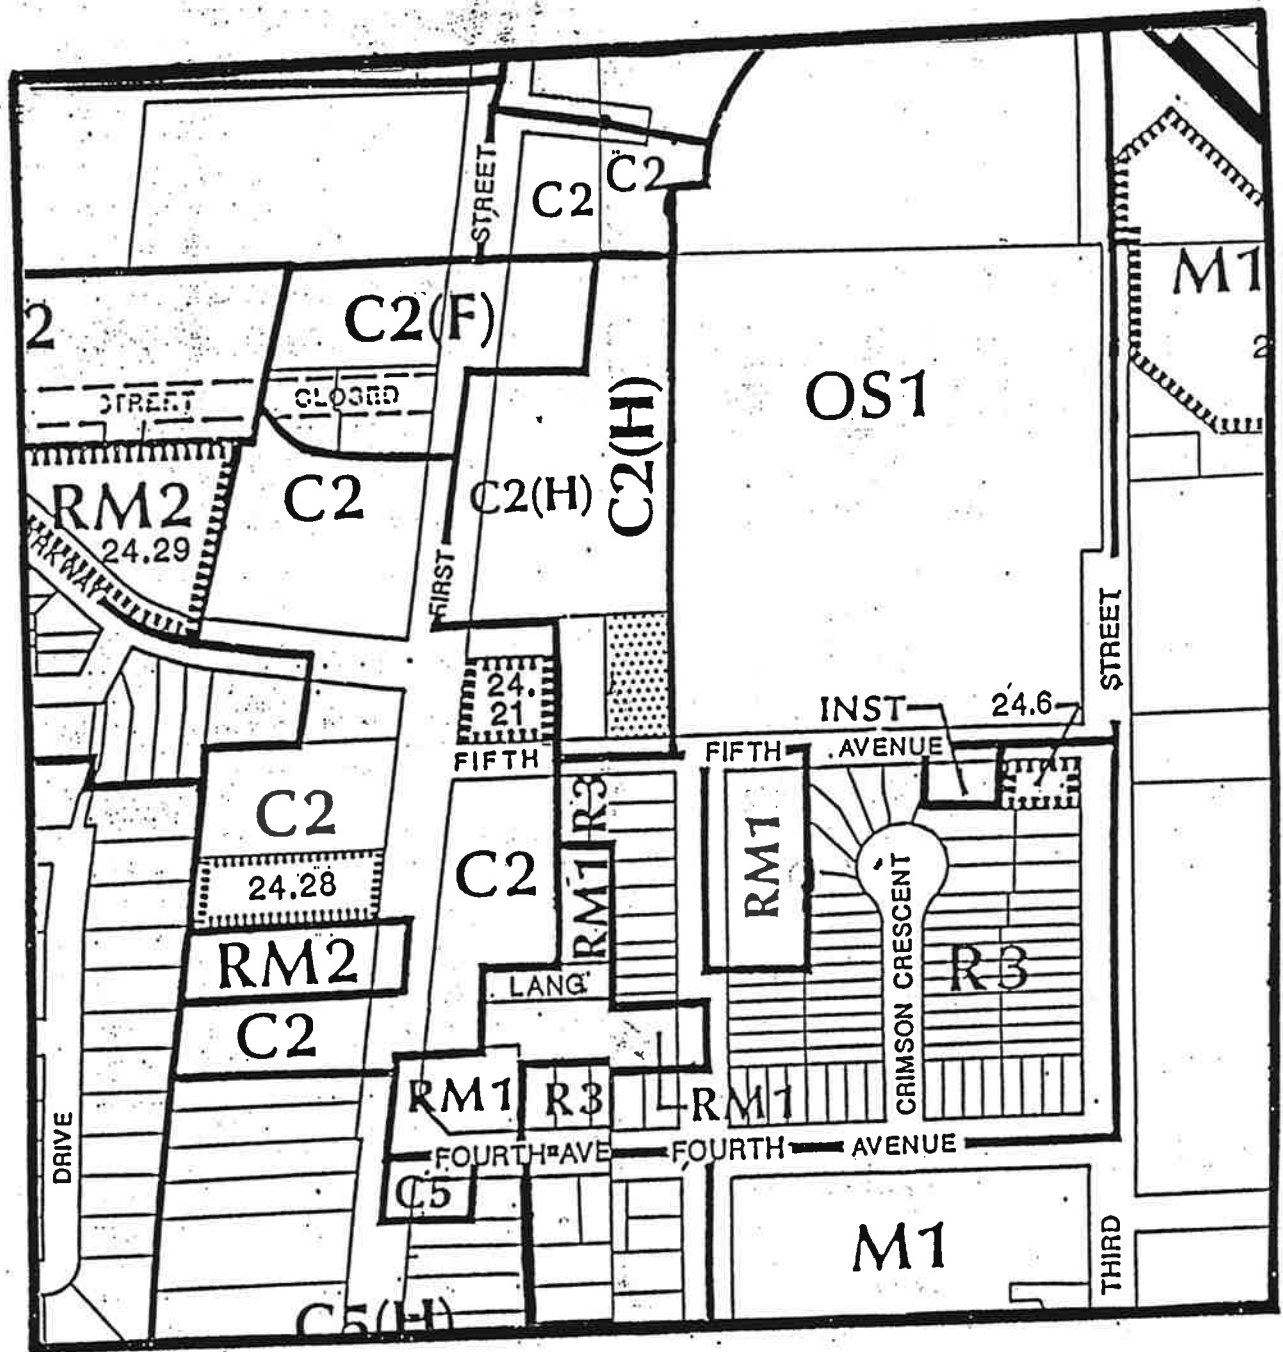 STREET
C2
C2
M1
2
C2(F)
2
STREET
CLOSED
OS1
C2(H)
C2(H)
C2
RM2
24.29
FIRST
STREET
24.
21
INST
24.6
FIFTH
FIFTH
AVENUE
C2
R3
RM1
C2
24.28
RM1
CRIMSON CRESCENT
R3
RM2
LANG
C2
RM1
R3
RM1
DRIVE
FOURTH AVE
FOURTH
AVENUE
C5
M1
THIRD
C5(H)